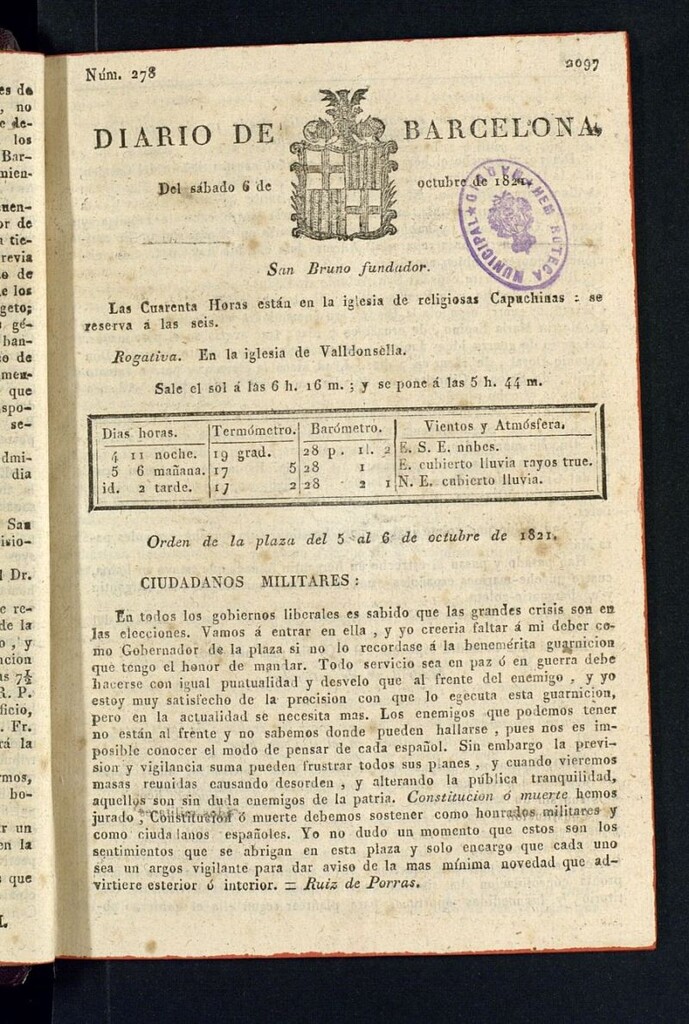 Núm. 278
2097
DIARIO DE BARCELONA,
Del sábado 6 de octubre de 1821.
HEMEROTECA MUNICIPAL
San Bruno fundador.
Las Cuarenta Horas están en la iglesia de religiosas Capuchinas : se
reserva á las seis.
Rogativa. En la iglesia de Valldonsella.
Sale el sol á las 6 h. 16 m. ; y se pone á las 5 h. 44 m.
Dias horas. Termómetro. Barómetro. Vientos y Atmósfera.
4 11 noche. 19 grad. 28 p. 1l. 2 E. S. E. nubes.
5 6 mañana. 17 5 28 1 E. cubierto lluvia rayos true.
id. 2 tarde. 17 2 28 2 1 N. E. cubierto lluvia.
Orden de la plaza del 5 al 6 de octubre de 1821.
CIUDADANOS MILITARES :
En todos los gobiernos liberales es sabido que las grandes crisis son en
las elecciones. Vamos á entrar en ella , y yo creeria faltar á mi deber co-
mo Gobernador de la plaza si no lo recordase á la benemérita guarnicion
que tengo el honor de mandar. Todo servicio sea en paz ó en guerra debe
hacerse con igual puntualidad y desvelo que al frente del enemigo , y yo
estoy muy satisfecho de la precision con que lo egecuta esta guarnicion,
pero en la actualidad se necesita mas. Los enemigos que podemos tener
no están al frente y no sabemos donde pueden hallarse , pues nos es im-
posible conocer el modo de pensar de cada español. Sin embargo la previ-
sion y vigilancia suma pueden frustrar todos sus planes , y cuando vieremos
masas reunidas causando desorden , y alterando la pública tranquilidad,
aquellos son sin duda enemigos de la patria. Constitucion ó muerte hemos
jurado , Constitucion ó muerte debemos sostener como honrados militares y
como ciudadanos españoles. Yo no dudo un momento que estos son los
sentimientos que se abrigan en esta plaza y solo encargo que cada uno
sea un argos vigilante para dar aviso de la mas mínima novedad que ad-
virtiere esterior ó interior. = Ruiz de Porras.